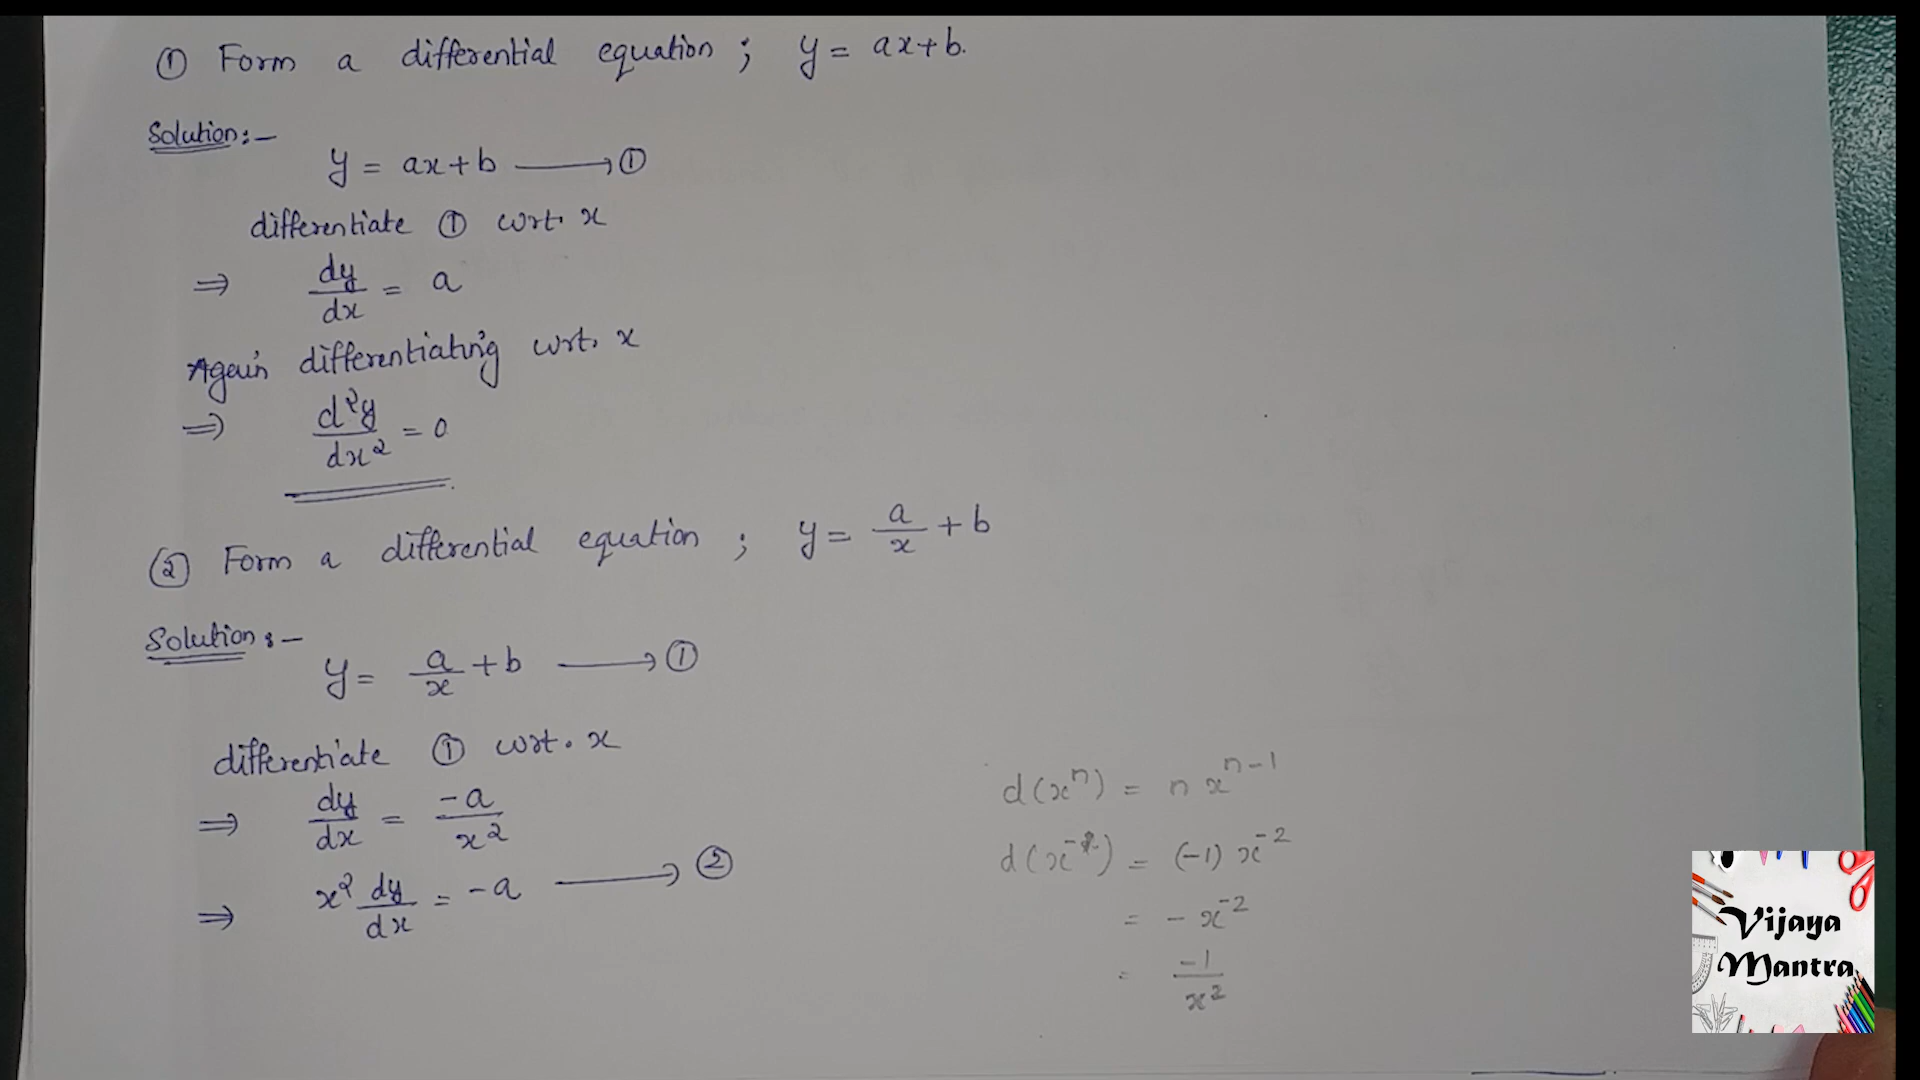 ① Form a differential equation ; y = ax+b.
Solution:-
y = ax+b ⟶ ①
differentiate ① wrt. x
⇒ dy/dx = a
Again differentiating wrt. x
⇒ d²y/dx² = 0
② Form a differential equation ; y = a/x + b
Solution:-
y = a/x + b ⟶ ①
differentiate ① wrt. x
⇒ dy/dx = -a/x²
⇒ x² dy/dx = -a ⟶ ②
d(xⁿ) = n xⁿ⁻¹
d(x⁻¹) = (-1) x⁻²
= - x⁻²
= -1/x²
Vijaya
Mantra